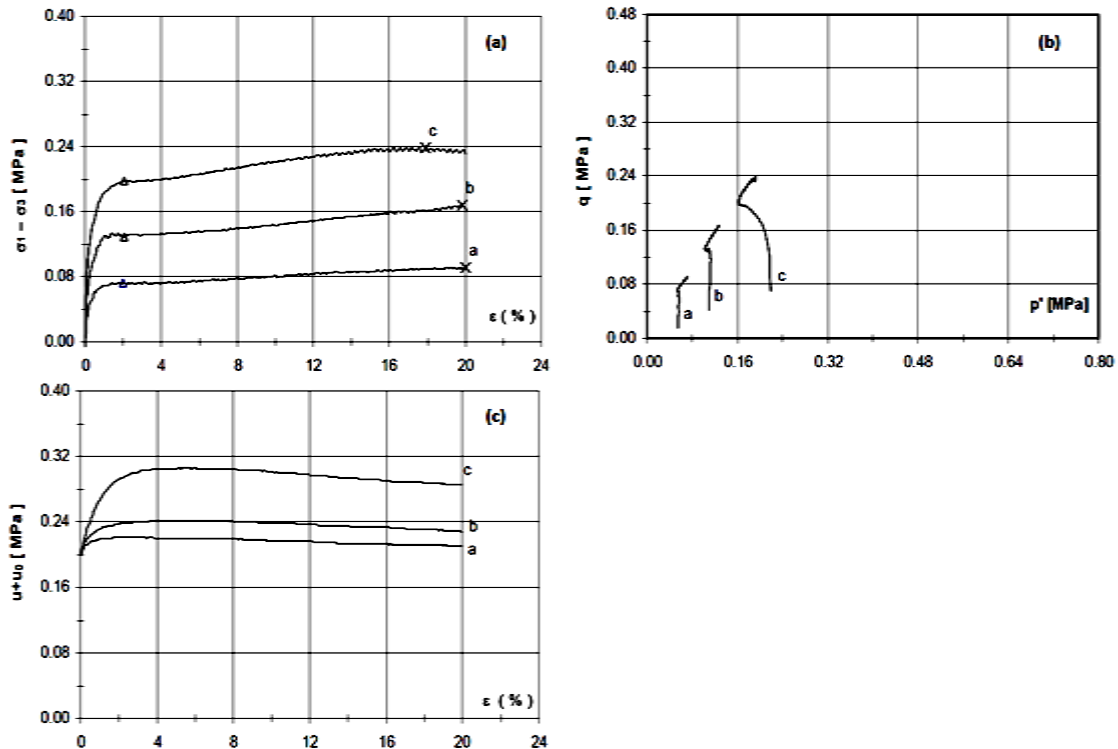 (a)
0.40
0.32
0.24
0.16
0.08
0.00
σ1 – σ3 [ MPa ]
c
b
a
ε ( % )
0 4 8 12 16 20 24
(b)
0.48
0.40
0.32
0.24
0.16
0.08
0.00
q [ MPa ]
a
b
c
p' [MPa]
0.00 0.16 0.32 0.48 0.64 0.80
(c)
0.40
0.32
0.24
0.16
0.08
0.00
u+u0 [ MPa ]
c
b
a
ε ( % )
0 4 8 12 16 20 24